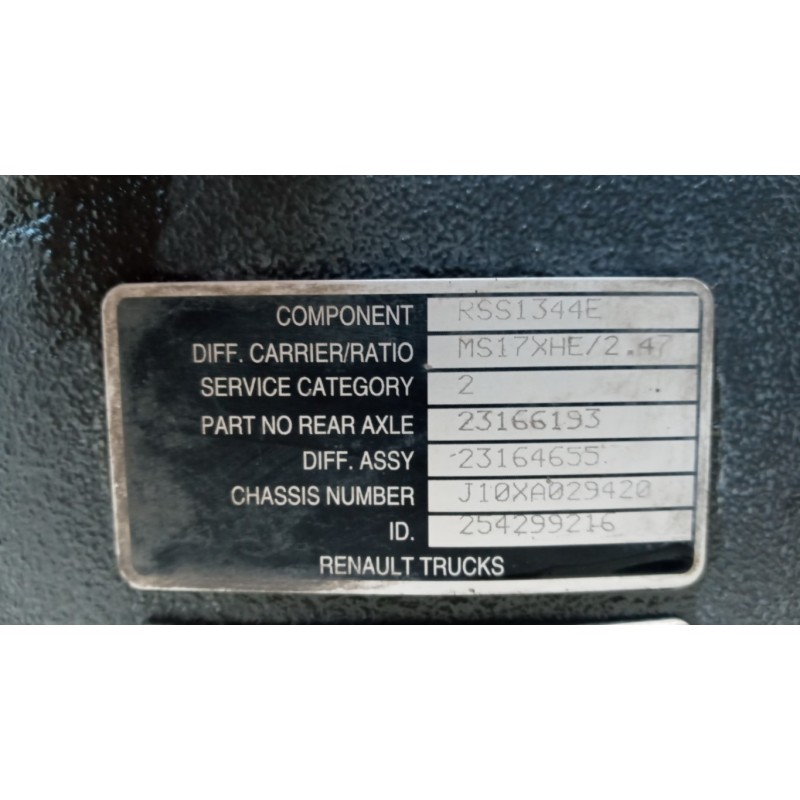 COMPONENT RSS1344E
DIFF. CARRIER/RATIO MS17XHE/2.47
SERVICE CATEGORY 2
PART NO REAR AXLE 23166193
DIFF. ASSY 23164655
CHASSIS NUMBER J10XA029420
ID. 254299216
RENAULT TRUCKS